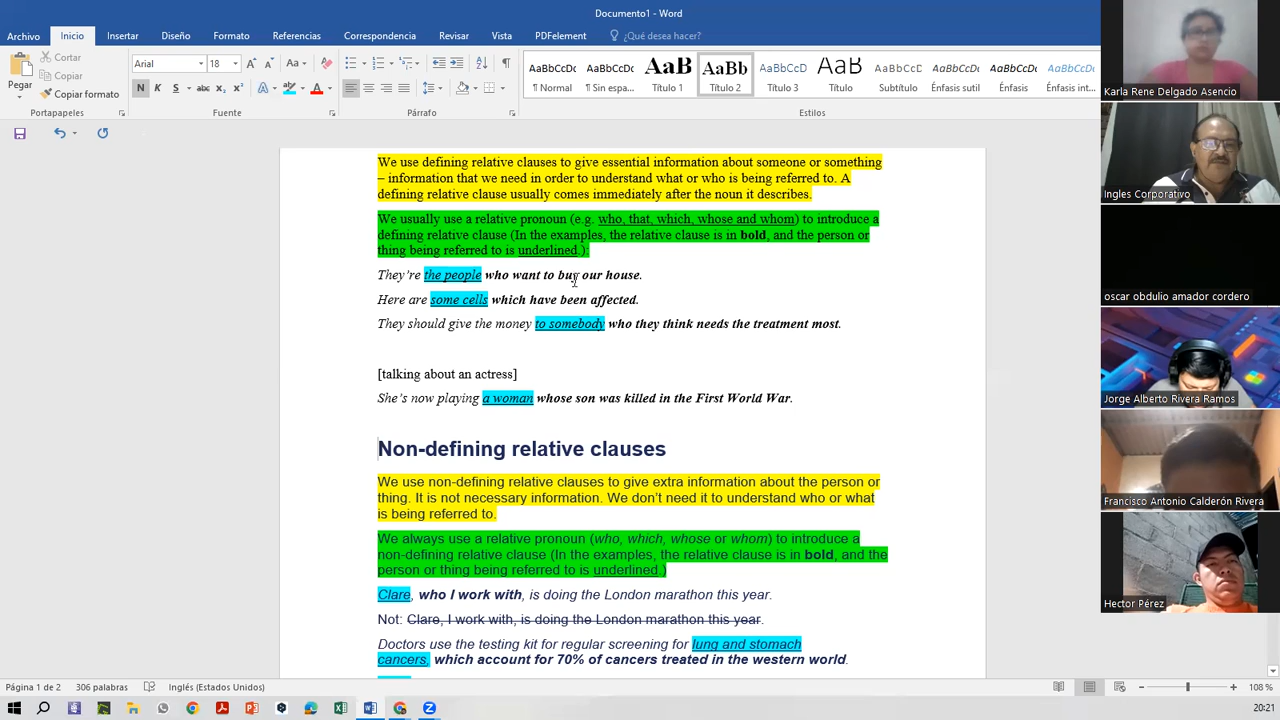 Documento1 - Word
Archivo Inicio Insertar Diseño Formato Referencias Correspondencia Revisar Vista PDFelement ¿Qué desea hacer?
Pegar
Cortar
Copiar
Copiar formato
Portapapeles
Arial 18
Aa
N K S abc x₂ x² A A
Fuente
Párrafo
AaBbCcDc AaBbCcDc AaB AaBb AaBbCcD AaB AaBbCcD AaBbCcDc AaBbCcDc AaBbCcDc
¶ Normal ¶ Sin espa... Título 1 Título 2 Título 3 Título Subtítulo Énfasis sutil Énfasis Énfasis int...
Estilos
We use defining relative clauses to give essential information about someone or something
– information that we need in order to understand what or who is being referred to. A
defining relative clause usually comes immediately after the noun it describes.
We usually use a relative pronoun (e.g. who, that, which, whose and whom) to introduce a
defining relative clause (In the examples, the relative clause is in bold, and the person or
thing being referred to is underlined.):
They’re the people who want to buy our house.
Here are some cells which have been affected.
They should give the money to somebody who they think needs the treatment most.
[talking about an actress]
She’s now playing a woman whose son was killed in the First World War.
Non-defining relative clauses
We use non-defining relative clauses to give extra information about the person or
thing. It is not necessary information. We don’t need it to understand who or what
is being referred to.
We always use a relative pronoun (who, which, whose or whom) to introduce a
non-defining relative clause (In the examples, the relative clause is in bold, and the
person or thing being referred to is underlined.)
Clare, who I work with, is doing the London marathon this year.
Not: Clare, I work with, is doing the London marathon this year.
Doctors use the testing kit for regular screening for lung and stomach
cancers, which account for 70% of cancers treated in the western world.
Karla Rene Delgado Asencio
Ingles Corporativo
oscar obdulio amador cordero
Jorge Alberto Rivera Ramos
Francisco Antonio Calderón Rivera
Hector Pérez
Página 1 de 2 306 palabras Inglés (Estados Unidos) 108 %
20:21